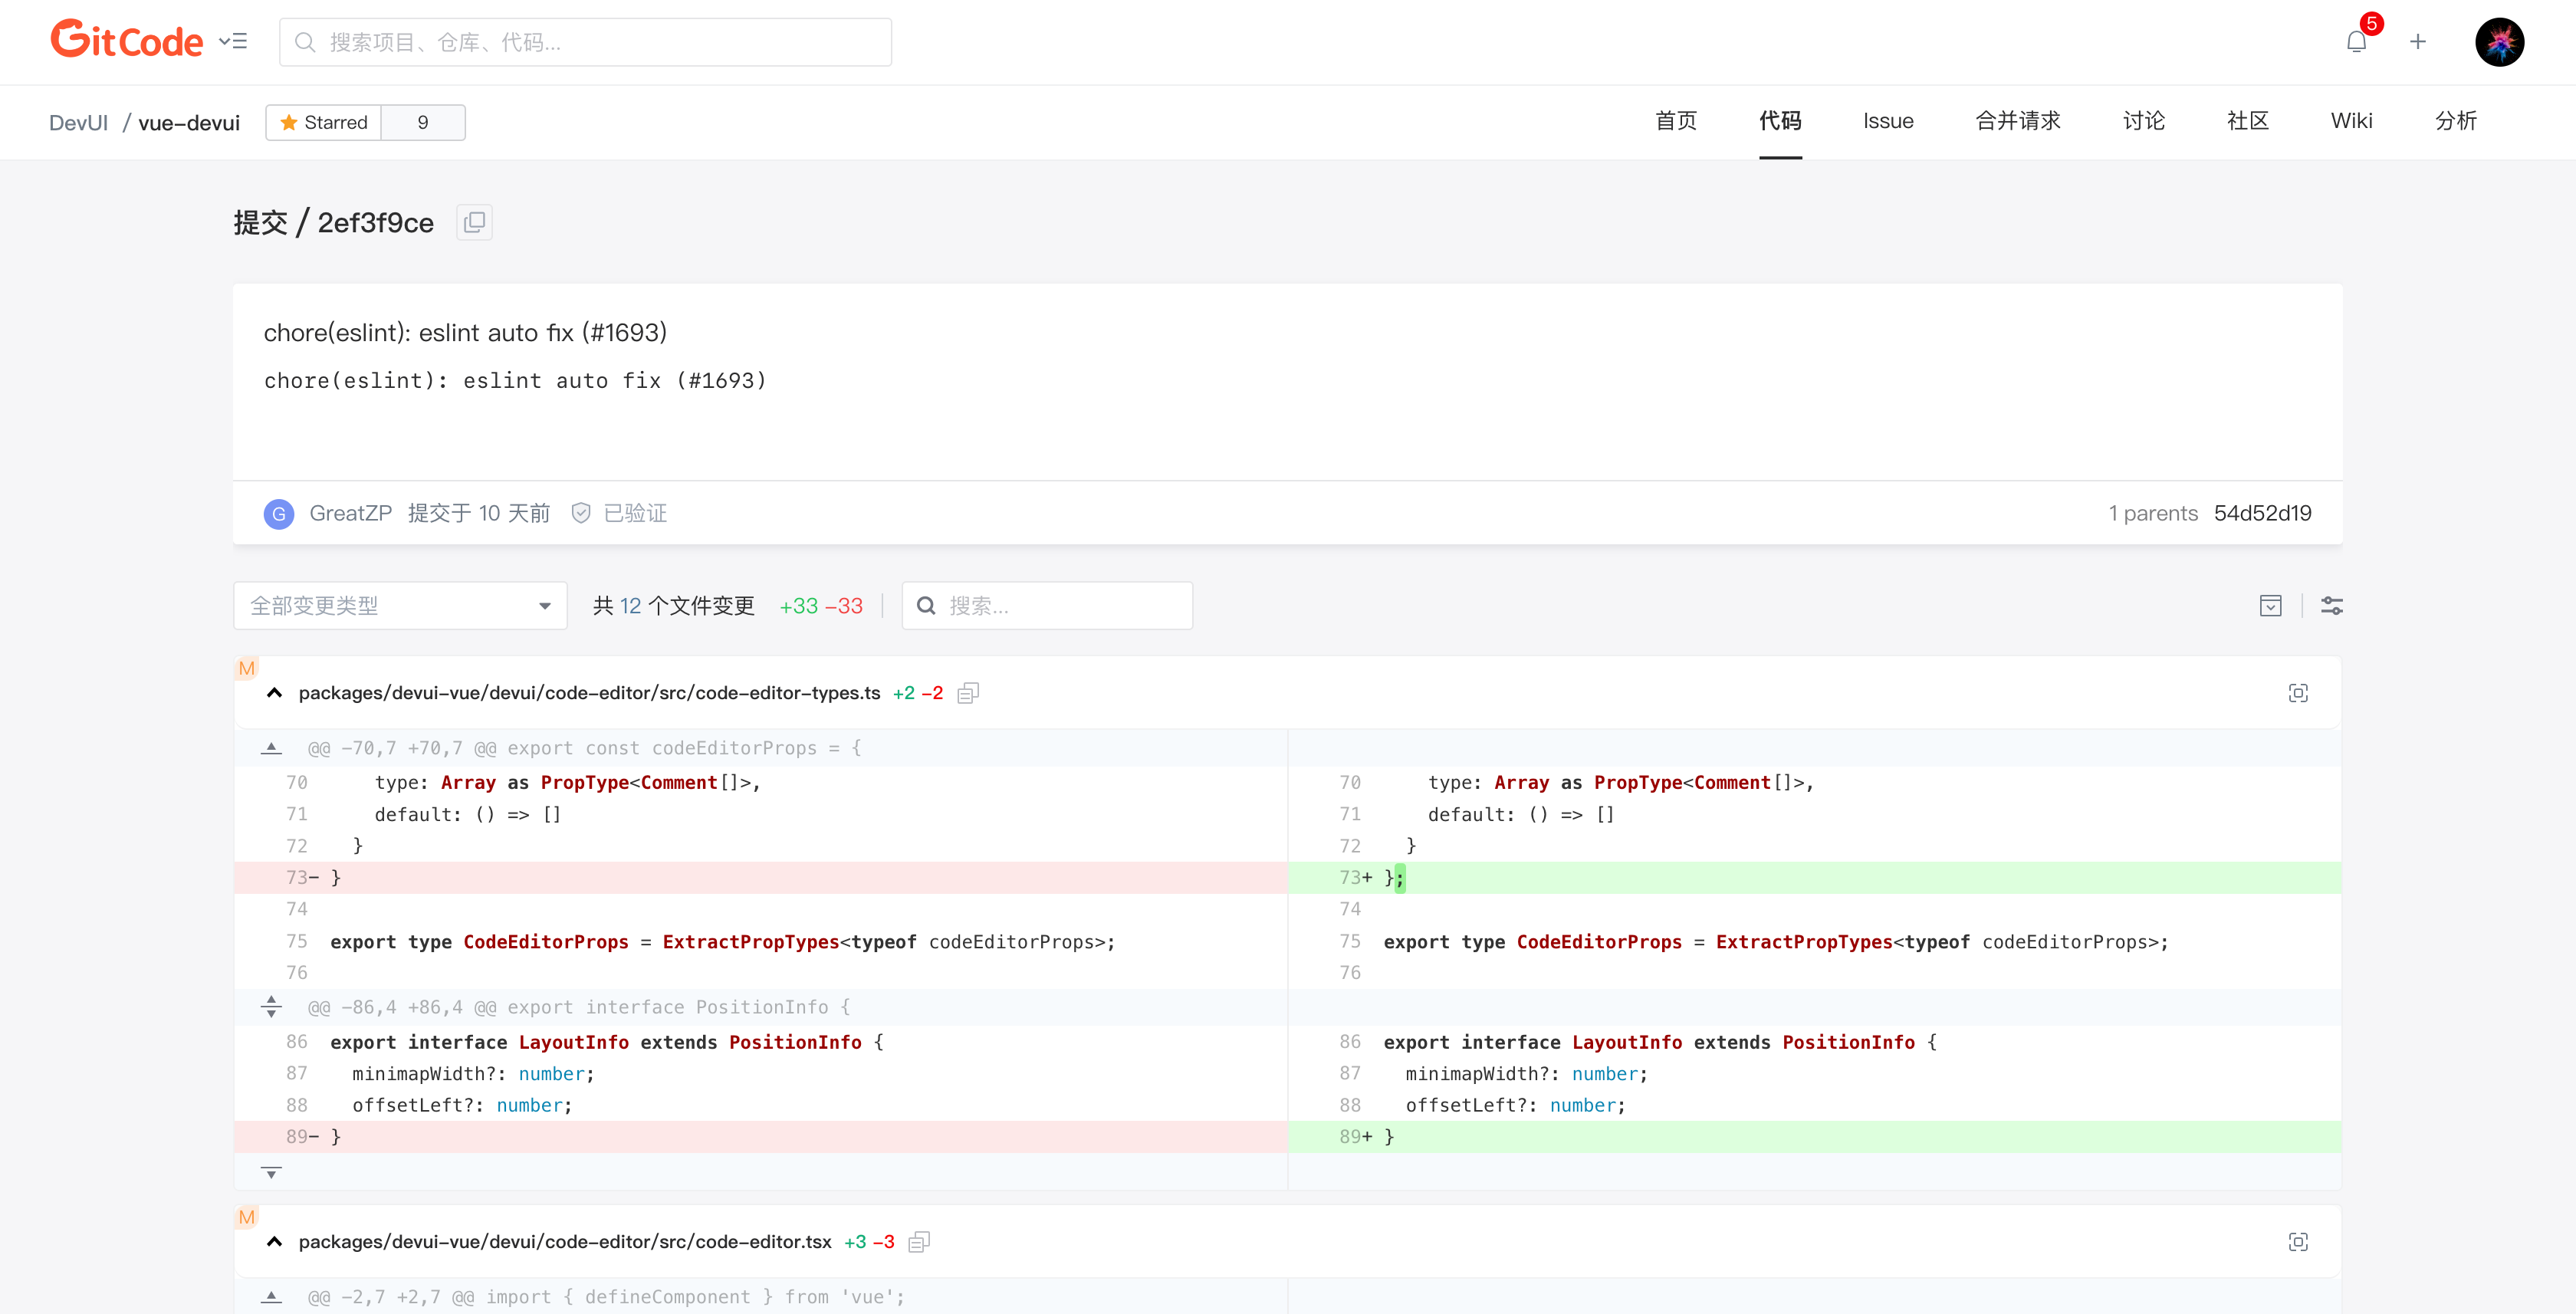 GitCode
搜索项目、仓库、代码...
5
DevUI / vue-devui
Starred 9
首页 代码 Issue 合并请求 讨论 社区 Wiki 分析
提交 / 2ef3f9ce
chore(eslint): eslint auto fix (#1693)
chore(eslint): eslint auto fix (#1693)
G GreatZP 提交于 10 天前 已验证
1 parents 54d52d19
全部变更类型 共 12 个文件变更 +33 -33 搜索...
M
packages/devui-vue/devui/code-editor/src/code-editor-types.ts +2 -2
@@ -70,7 +70,7 @@ export const codeEditorProps = {
70     type: Array as PropType<Comment[]>, 70     type: Array as PropType<Comment[]>,
71     default: () => [] 71     default: () => []
72   } 72   }
73- } 73+ };
74 74
75 export type CodeEditorProps = ExtractPropTypes<typeof codeEditorProps>; 75 export type CodeEditorProps = ExtractPropTypes<typeof codeEditorProps>;
76 76
@@ -86,4 +86,4 @@ export interface PositionInfo {
86 export interface LayoutInfo extends PositionInfo { 86 export interface LayoutInfo extends PositionInfo {
87   minimapWidth?: number; 87   minimapWidth?: number;
88   offsetLeft?: number; 88   offsetLeft?: number;
89- } 89+ }
M
packages/devui-vue/devui/code-editor/src/code-editor.tsx +3 -3
@@ -2,7 +2,7 @@ import { defineComponent } from 'vue';